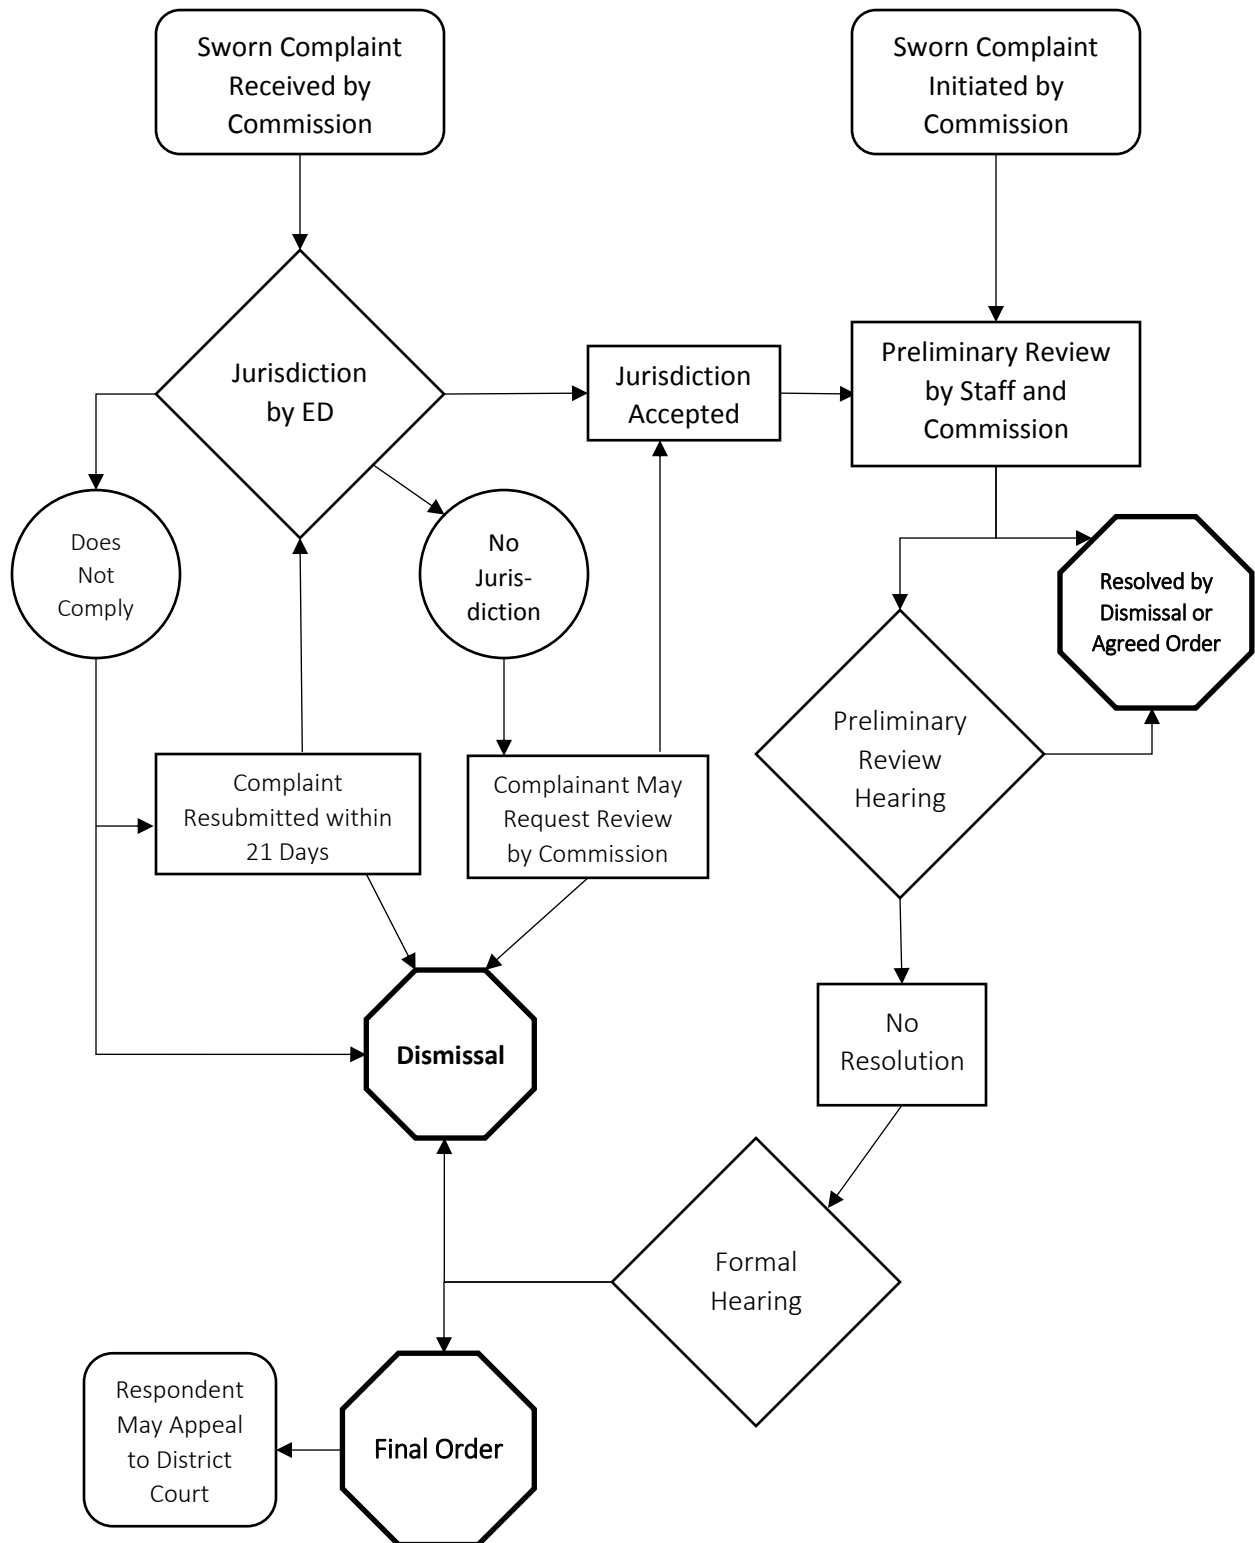 Sworn Complaint
Received by
Commission
Sworn Complaint
Initiated by
Commission
Jurisdiction
by ED
Jurisdiction
Accepted
Preliminary Review
by Staff and
Commission
Does
Not
Comply
No
Juris-
diction
Resolved by
Dismissal or
Agreed Order
Preliminary
Review
Hearing
Complaint
Resubmitted within
21 Days
Complainant May
Request Review
by Commission
No
Resolution
Dismissal
Formal
Hearing
Respondent
May Appeal
to District
Court
Final Order